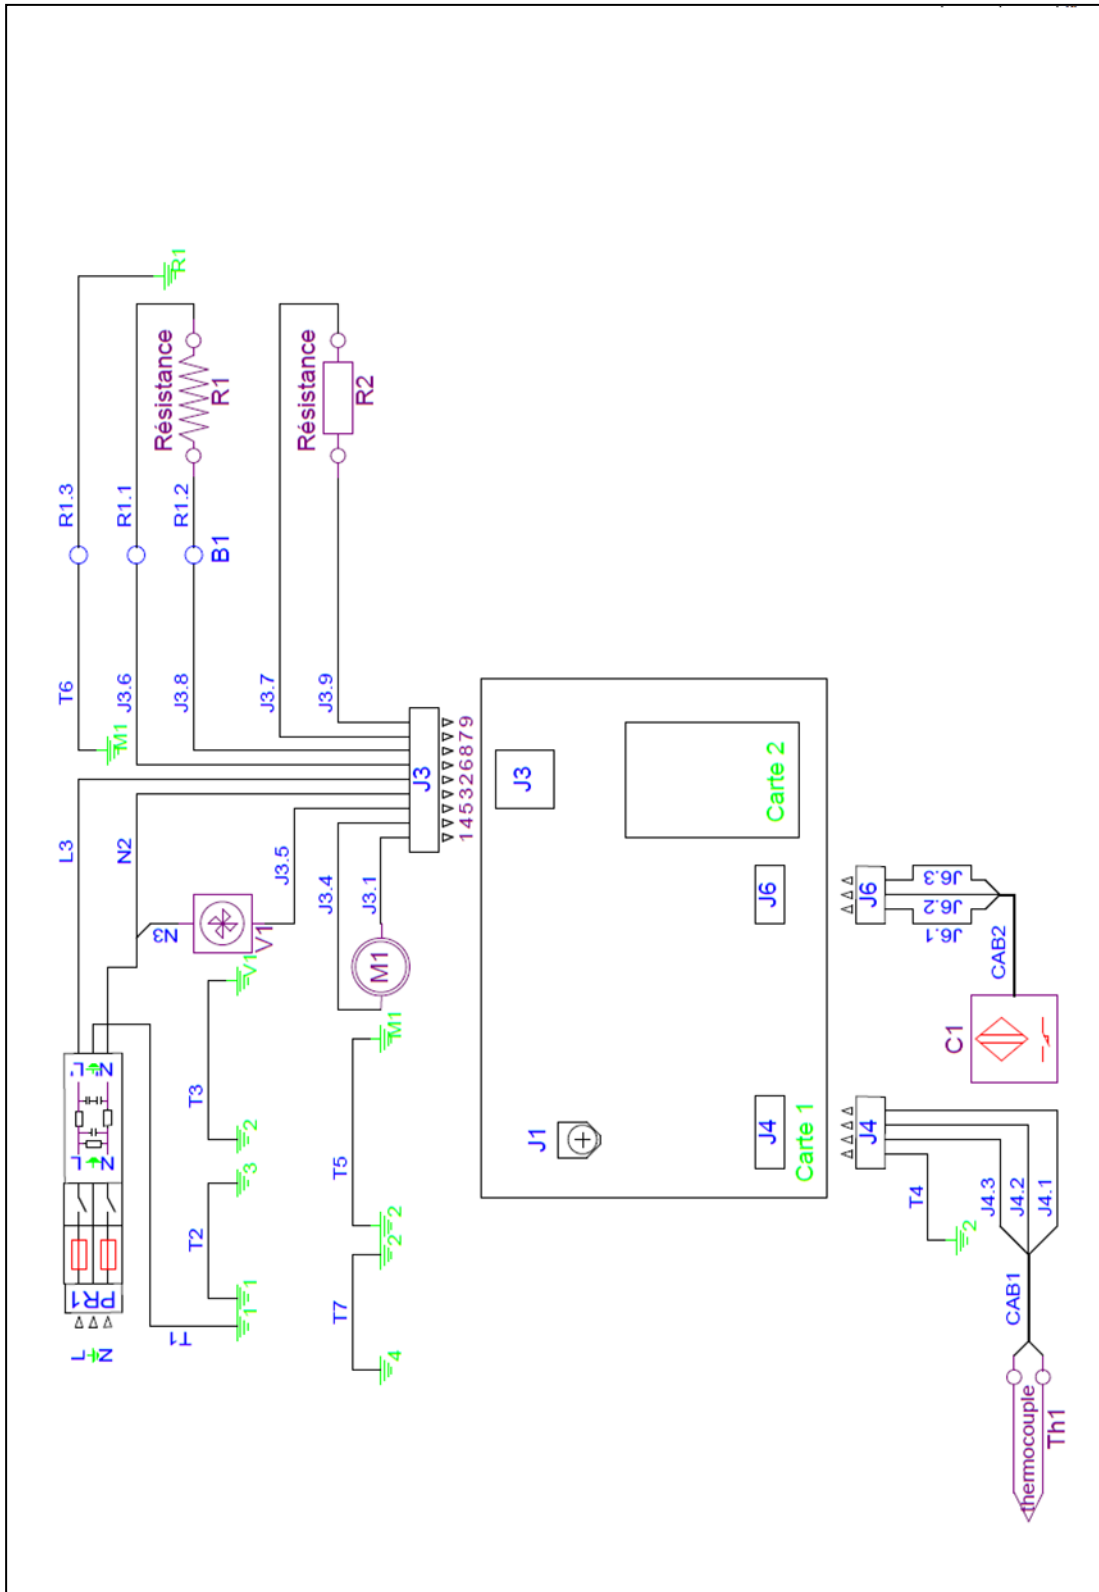 R1
Résistance
R1
Résistance
R2
R1.3
R1.1
R1.2
B1
T6
J3.6
J3.8
J3.7
J3.9
M1
L3
N2
J3.5
J3.4
J3.1
J3
1 4 5 3 2 6 8 7 9
J3
Carte 2
N3
V1
M1
V1
M1
J6
J6
J6.3
J6.2
J6.1
CAB2
C1
N' L'
L N
T3
2
3
T2
1
1
T5
2
2
T7
4
PR1
L N
T1
J1
J4
Carte 1
J4
T4
2
J4.3
J4.2
J4.1
CAB1
thermocouple
Th1